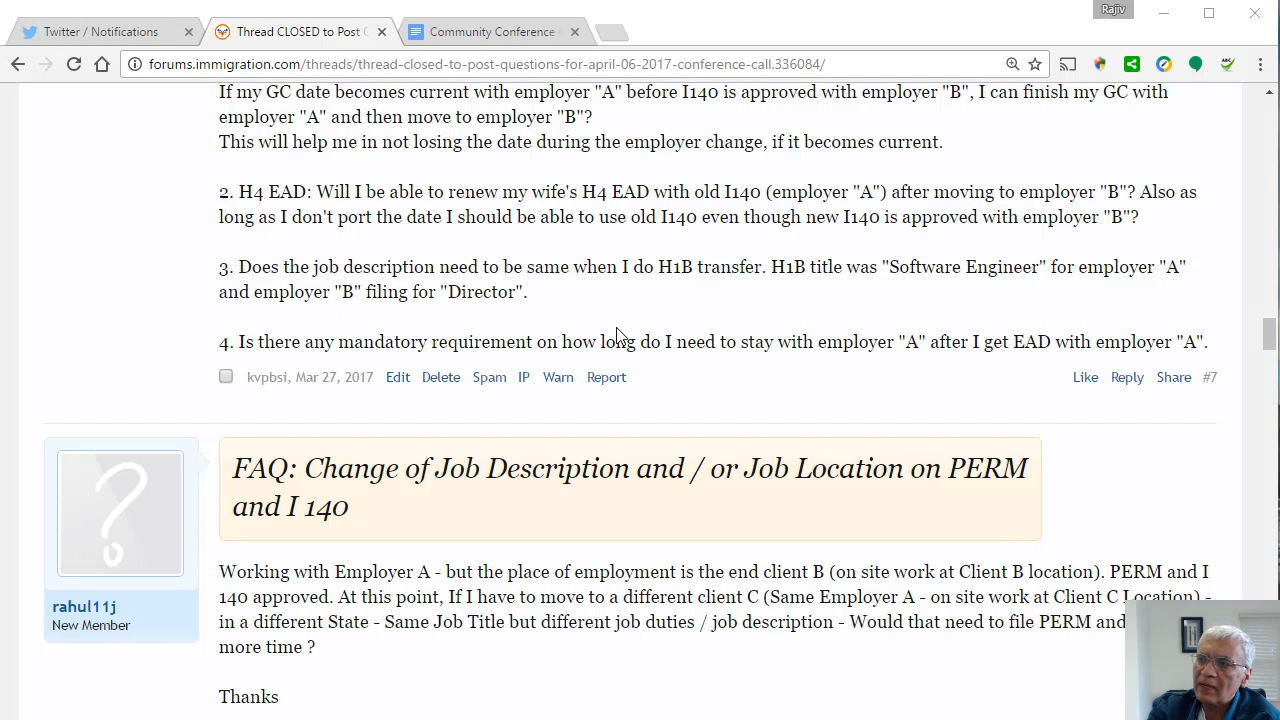 Rajiv
Twitter / Notifications
Thread CLOSED to Post
Community Conference
forums.immigration.com/threads/thread-closed-to-post-questions-for-april-06-2017-conference-call.336084/
If my GC date becomes current with employer "A" before I140 is approved with employer "B", I can finish my GC with
employer "A" and then move to employer "B"?
This will help me in not losing the date during the employer change, if it becomes current.
2. H4 EAD: Will I be able to renew my wife's H4 EAD with old I140 (employer "A") after moving to employer "B"? Also as
long as I don't port the date I should be able to use old I140 even though new I140 is approved with employer "B"?
3. Does the job description need to be same when I do H1B transfer. H1B title was "Software Engineer" for employer "A"
and employer "B" filing for "Director".
4. Is there any mandatory requirement on how long do I need to stay with employer "A" after I get EAD with employer "A".
kvpbsi, Mar 27, 2017 Edit Delete Spam IP Warn Report Like Reply Share #7
FAQ: Change of Job Description and / or Job Location on PERM
and I 140
rahul11j
New Member
Working with Employer A - but the place of employment is the end client B (on site work at Client B location). PERM and I
140 approved. At this point, If I have to move to a different client C (Same Employer A - on site work at Client C Location) -
in a different State - Same Job Title but different job duties / job description - Would that need to file PERM and
more time ?
Thanks